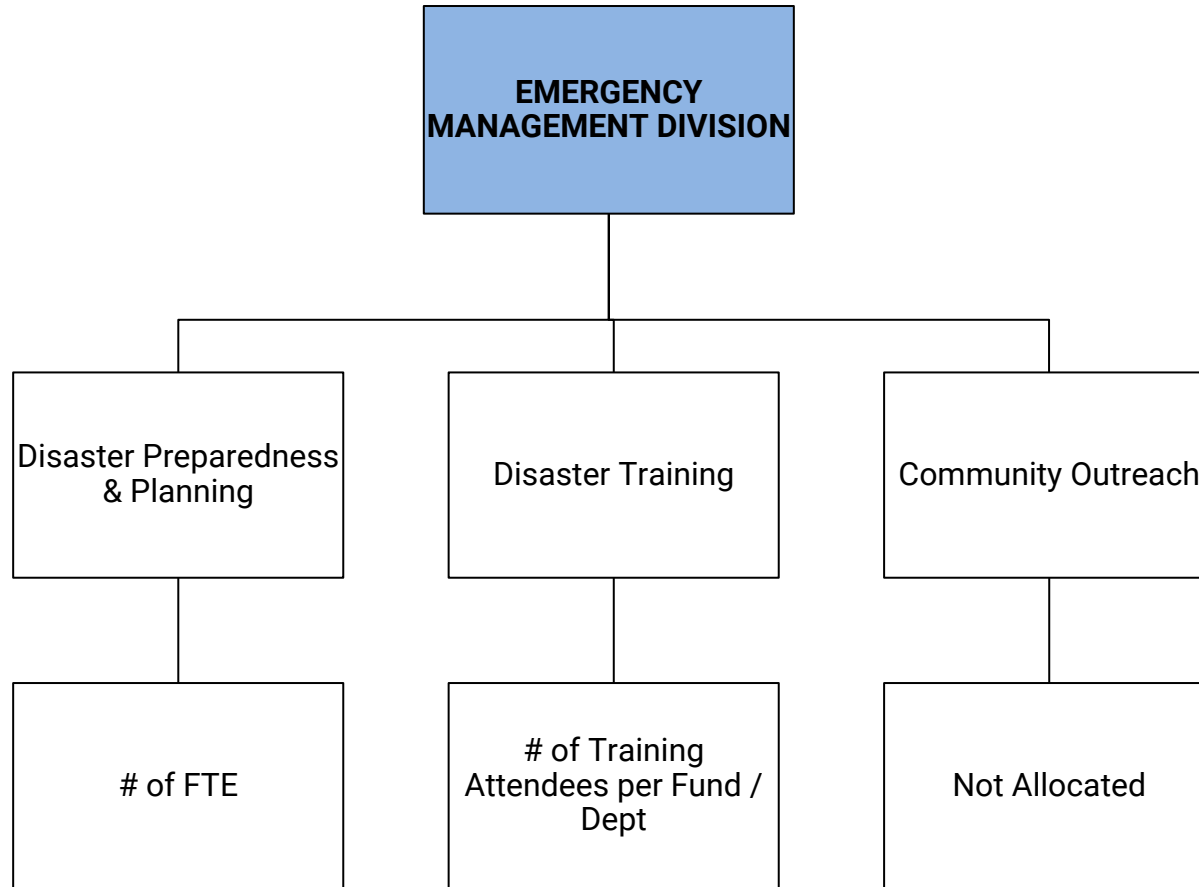 EMERGENCY
MANAGEMENT DIVISION
Disaster Preparedness
& Planning
Disaster Training
Community Outreach
# of FTE
# of Training
Attendees per Fund /
Dept
Not Allocated